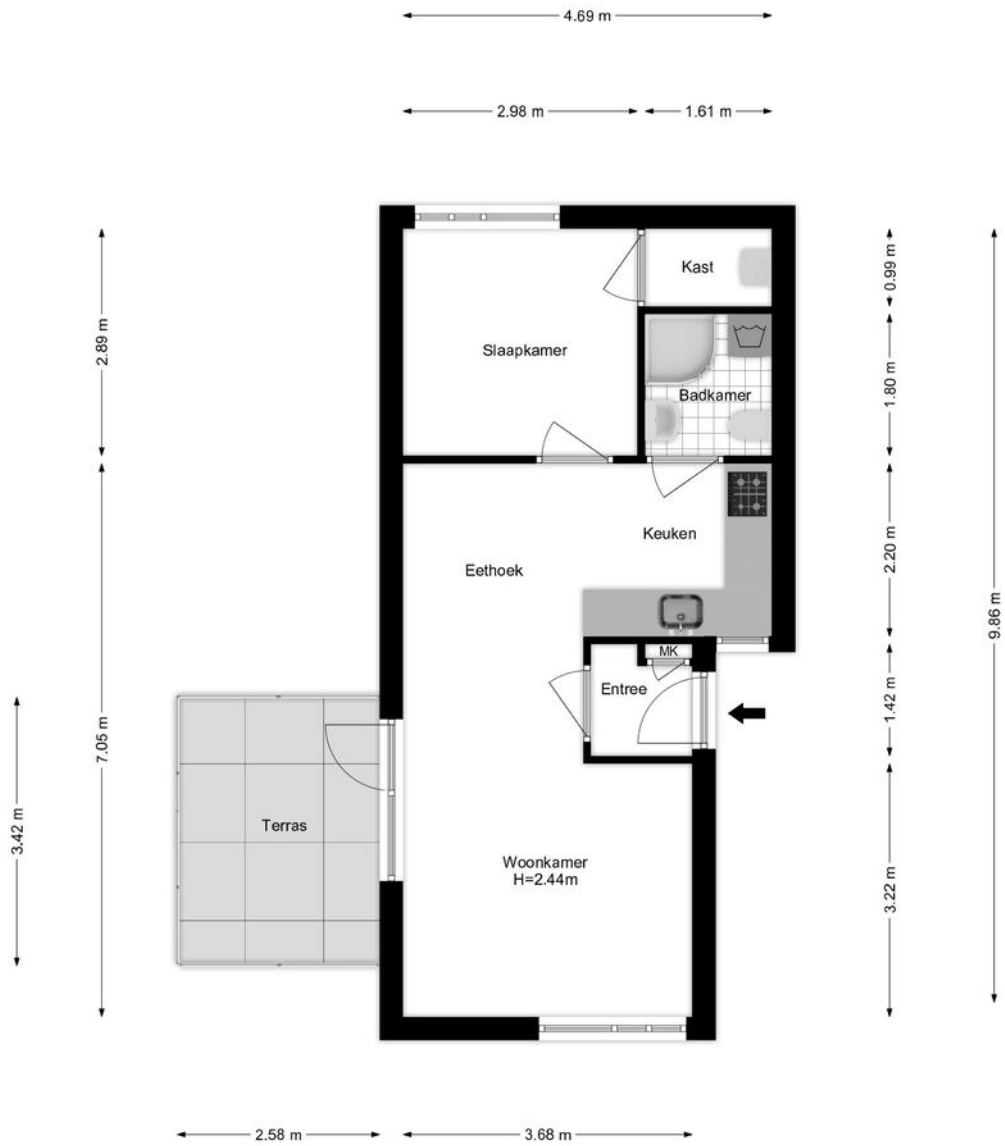 4.69 m
2.98 m
1.61 m
Kast
0.99 m
2.89 m
Slaapkamer
1.80 m
Badkamer
Keuken
2.20 m
Eethoek
9.86 m
MK
Entree
1.42 m
7.05 m
3.42 m
Terras
Woonkamer
H=2.44m
3.22 m
2.58 m
3.68 m